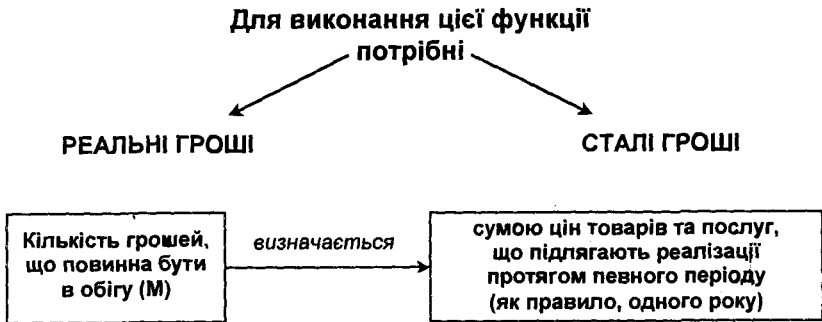 Для виконання цієї функції
потрібні
РЕАЛЬНІ ГРОШІ
СТАЛІ ГРОШІ
Кількість грошей,
що повинна бути
в обігу (М)
визначається
сумою цін товарів та послуг,
що підлягають реалізації
протягом певного періоду
(як правило, одного року)